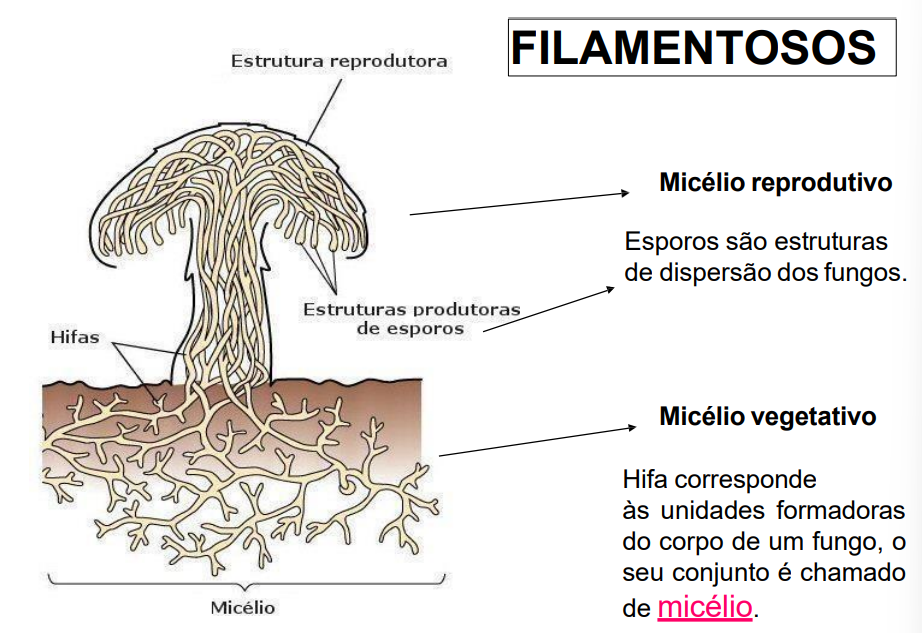 FILAMENTOSOS
Estrutura reprodutora
Micélio reprodutivo
Esporos são estruturas
de dispersão dos fungos.
Estruturas produtoras
de esporos
Hifas
Micélio vegetativo
Hifa corresponde
às unidades formadoras
do corpo de um fungo, o
seu conjunto é chamado
de micélio.
Micélio